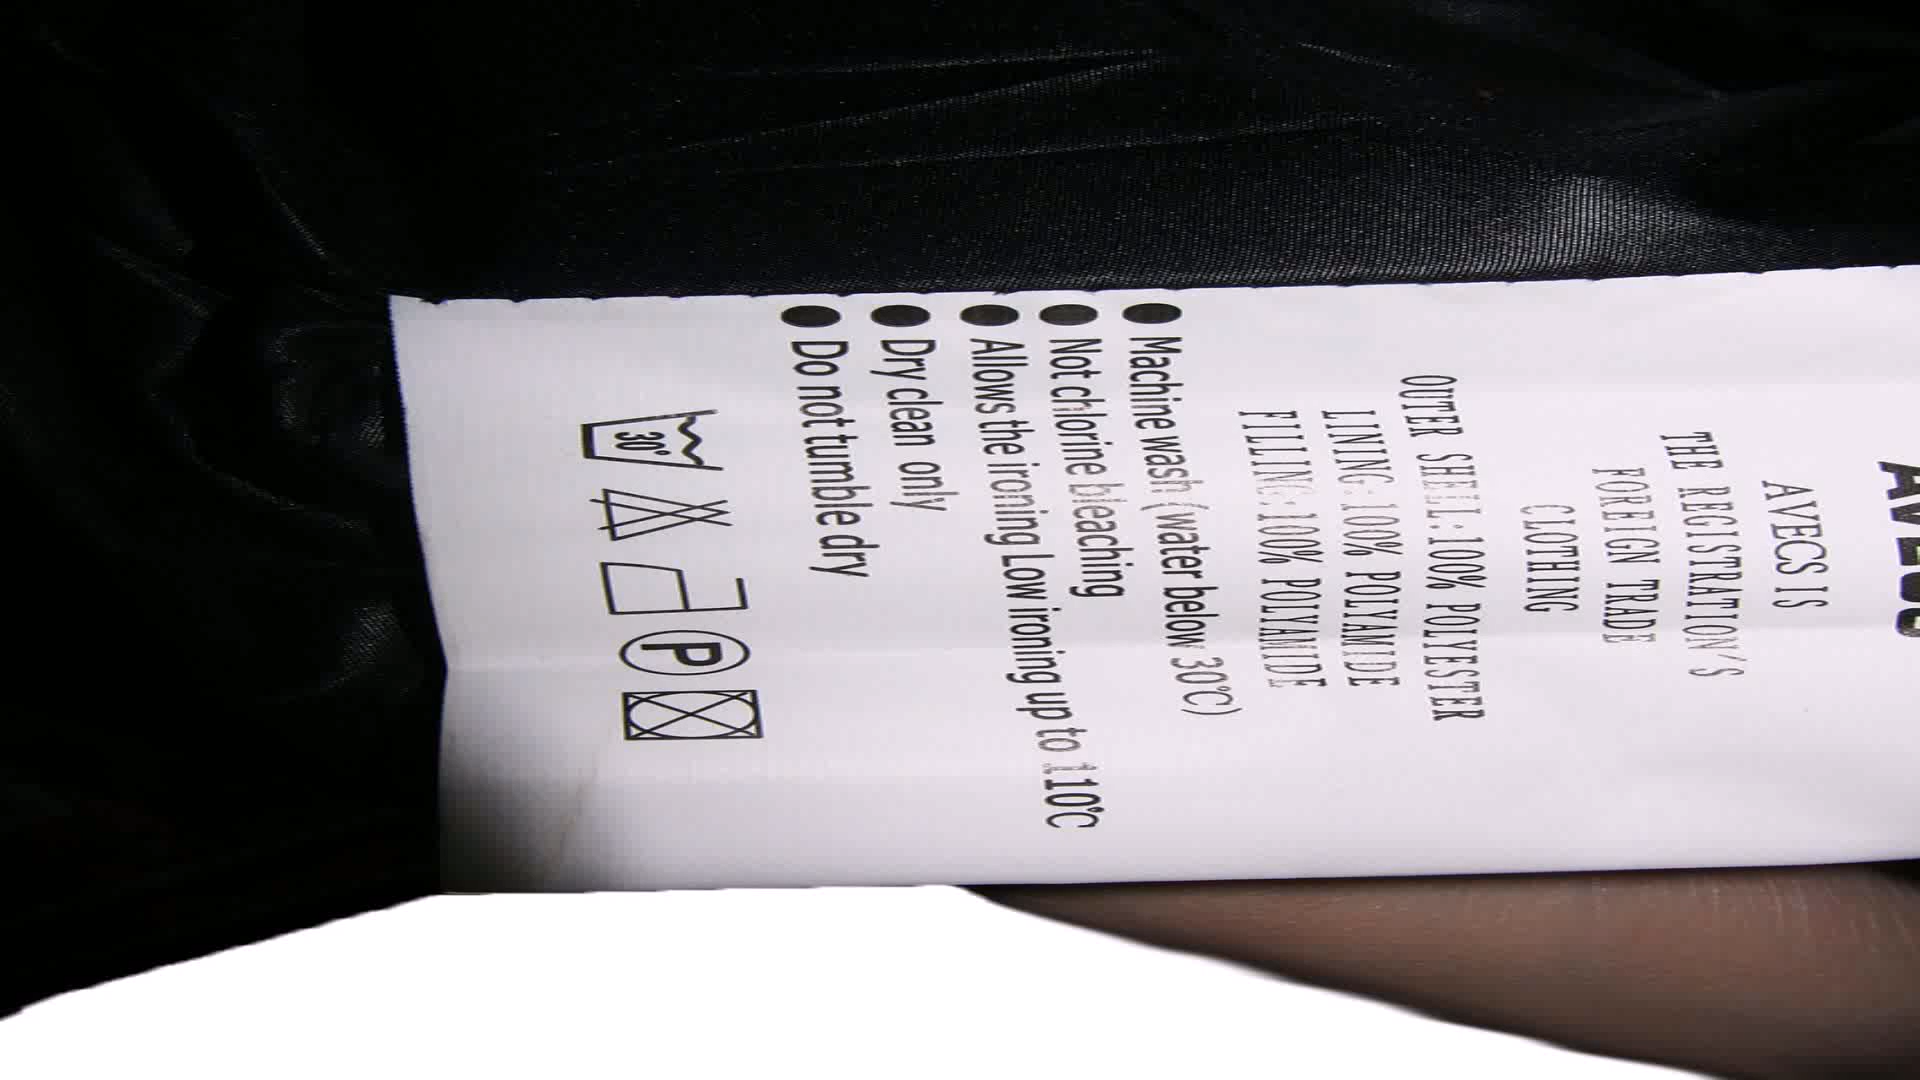 AVECS IS
THE REGISTRATION'S
FOREIGN TRADE
CLOTHING
OUTER SHELL:100% POLYESTER
LINING:100% POLYAMIDE
FILLING:100% POLYAMIDE
● Machine wash (water below 30℃)
● Not chlorine bleaching
● Allows the ironing Low ironing up to 110℃
● Dry clean only
● Do not tumble dry
30° P